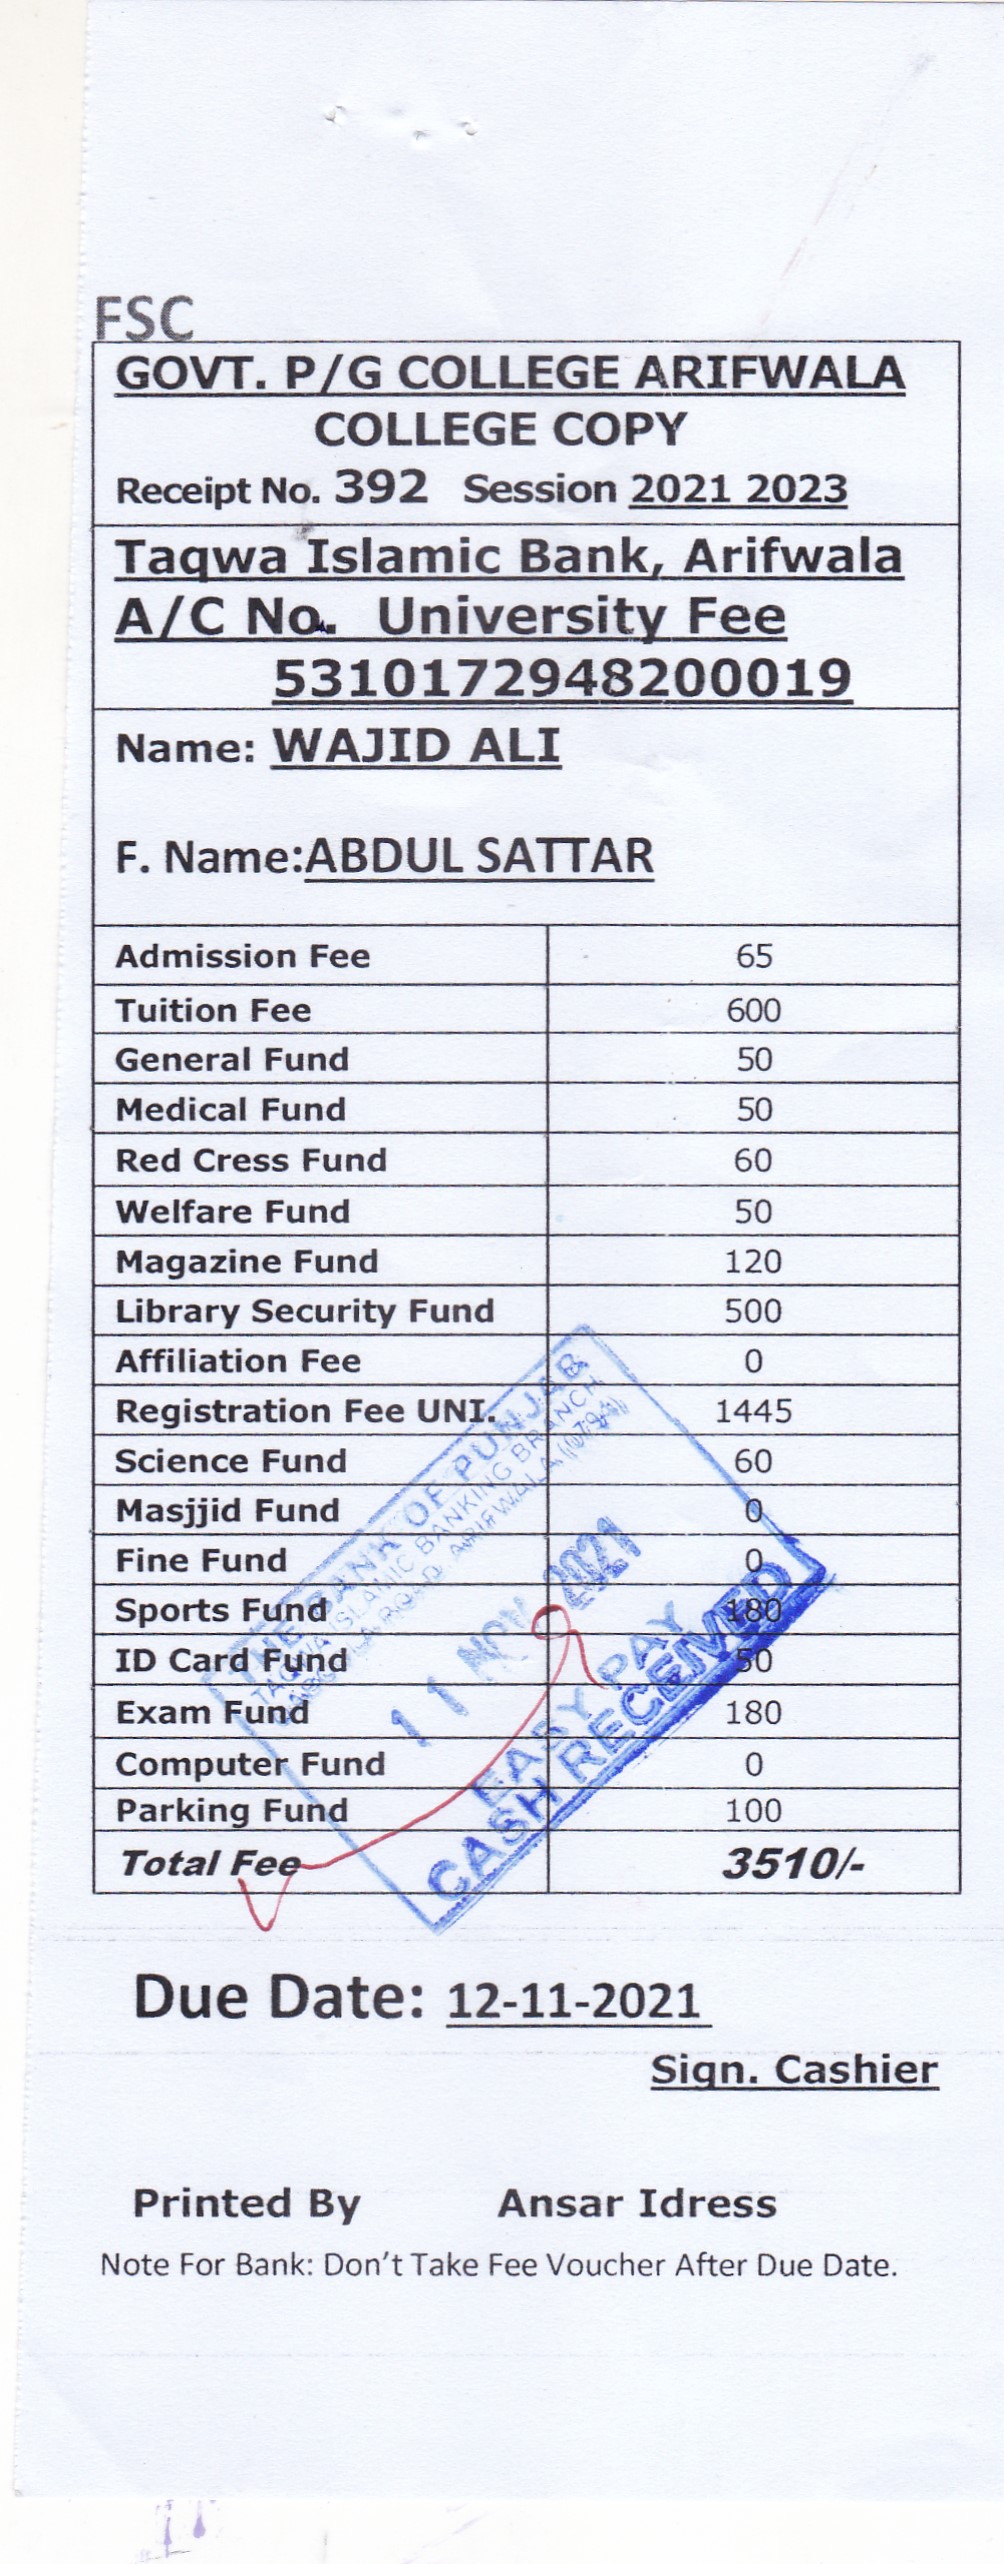 FSC
GOVT. P/G COLLEGE ARIFWALA
COLLEGE COPY
Receipt No. 392 Session 2021 2023
Taqwa Islamic Bank, Arifwala
A/C No. University Fee
5310172948200019
Name: WAJID ALI
F. Name:ABDUL SATTAR
Admission Fee 65
Tuition Fee 600
General Fund 50
Medical Fund 50
Red Cress Fund 60
Welfare Fund 50
Magazine Fund 120
Library Security Fund 500
Affiliation Fee 0
Registration Fee UNI. 1445
Science Fund 60
Masjjid Fund 0
Fine Fund 0
Sports Fund 180
ID Card Fund 50
Exam Fund 180
Computer Fund 0
Parking Fund 100
Total Fee 3510/-
THE BANK OF PUNJAB
TAQWA ISLAMIC BANKING BRANCH
ROAD ARIFWALA
11 NOV 2021
EASY PAY
CASH RECEIVED
Due Date: 12-11-2021
Sign. Cashier
Printed By Ansar Idress
Note For Bank: Don't Take Fee Voucher After Due Date.